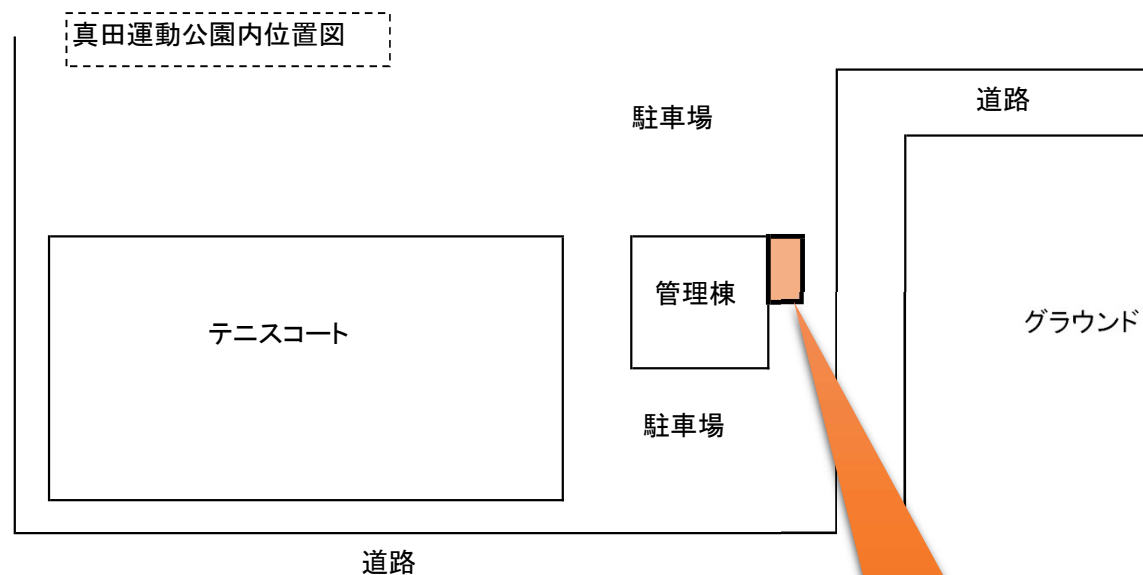 真田運動公園内位置図
駐車場
道路
管理棟
テニスコート
グラウンド
駐車場
道路